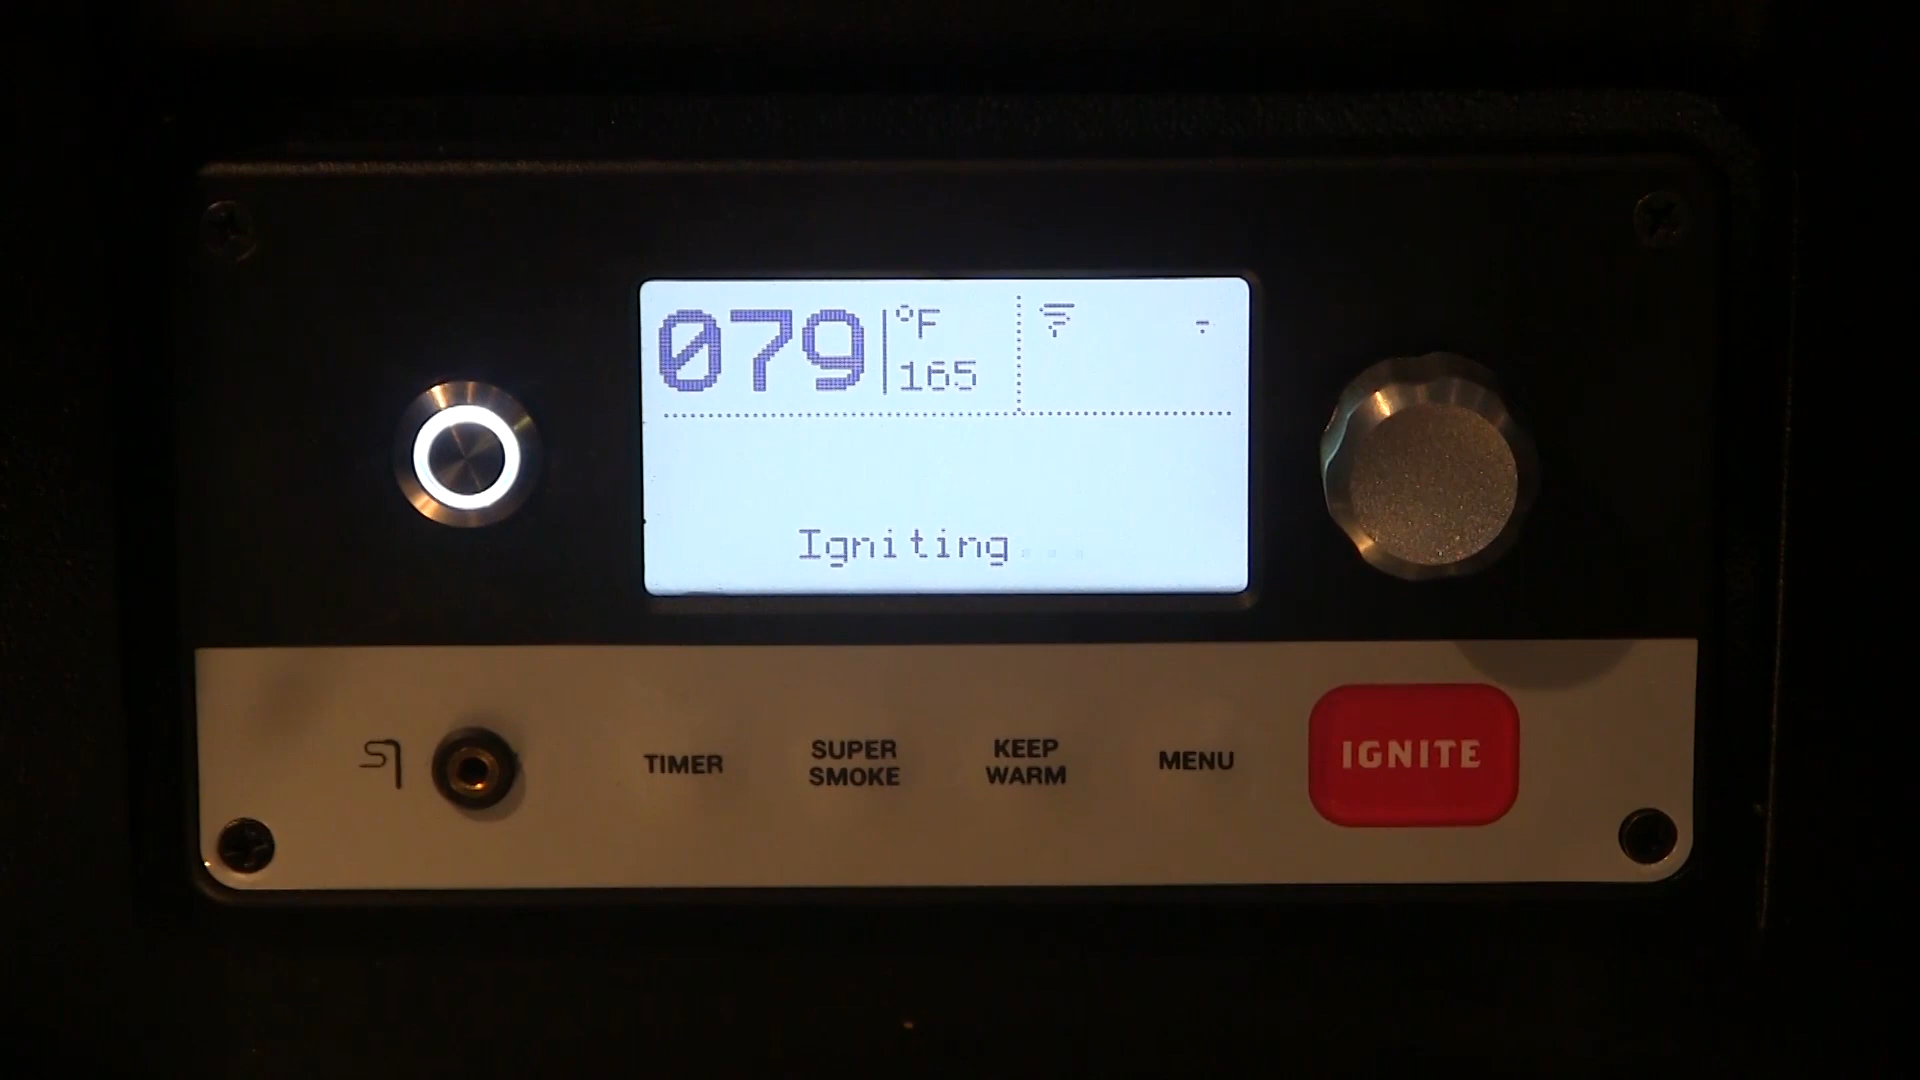 079 °F
165
Igniting...
TIMER
SUPER
SMOKE
KEEP
WARM
MENU
IGNITE